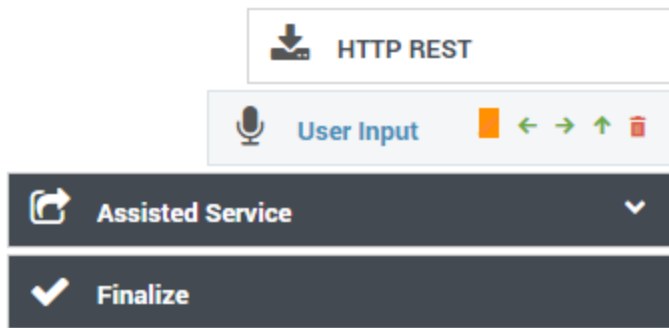 HTTP REST
User Input
Assisted Service
Finalize